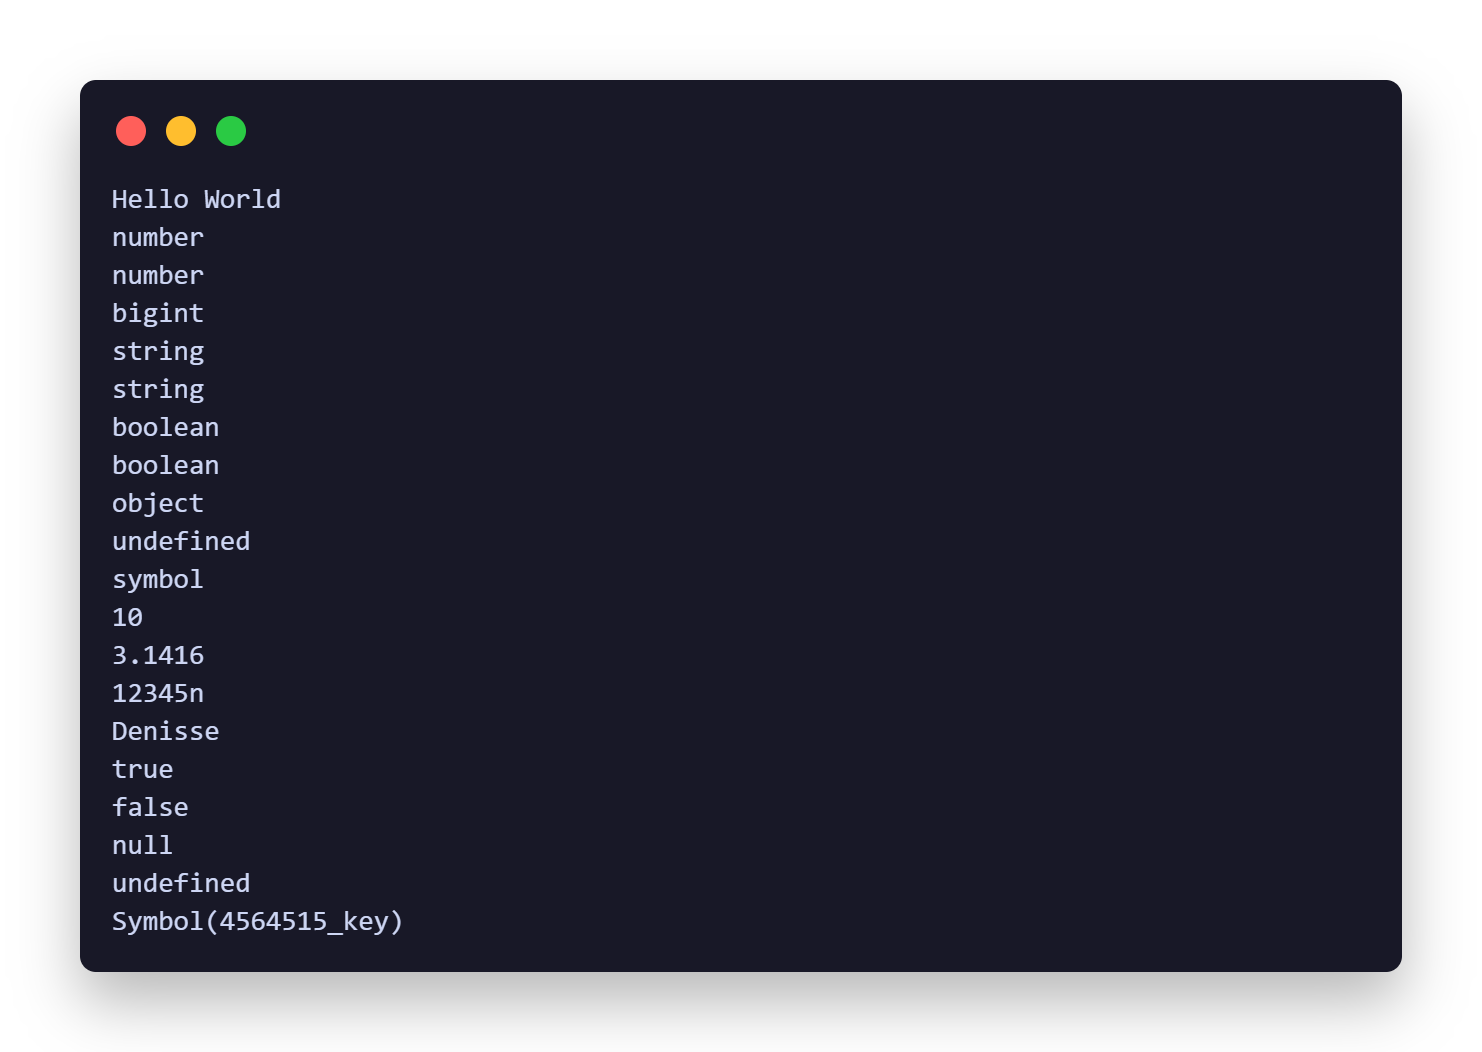 Hello World
number
number
bigint
string
string
boolean
boolean
object
undefined
symbol
10
3.1416
12345n
Denisse
true
false
null
undefined
Symbol(4564515_key)